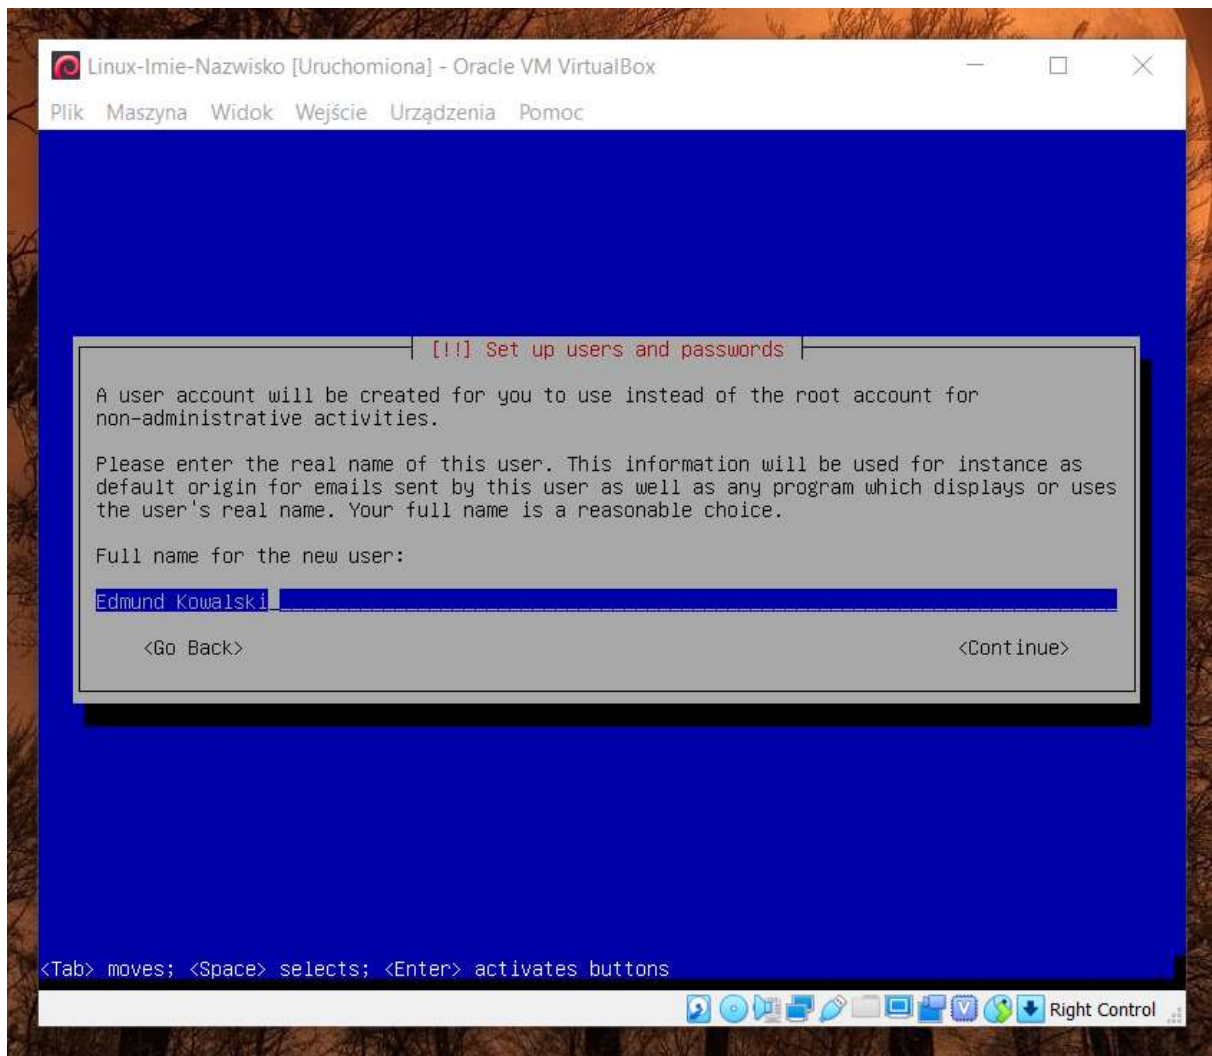 Linux-Imie-Nazwisko [Uruchomiona] - Oracle VM VirtualBox
Plik Maszyna Widok Wejście Urządzenia Pomoc
[!!] Set up users and passwords
A user account will be created for you to use instead of the root account for
non-administrative activities.
Please enter the real name of this user. This information will be used for instance as
default origin for emails sent by this user as well as any program which displays or uses
the user's real name. Your full name is a reasonable choice.
Full name for the new user:
Edmund Kowalski
<Go Back> <Continue>
<Tab> moves; <Space> selects; <Enter> activates buttons
Right Control